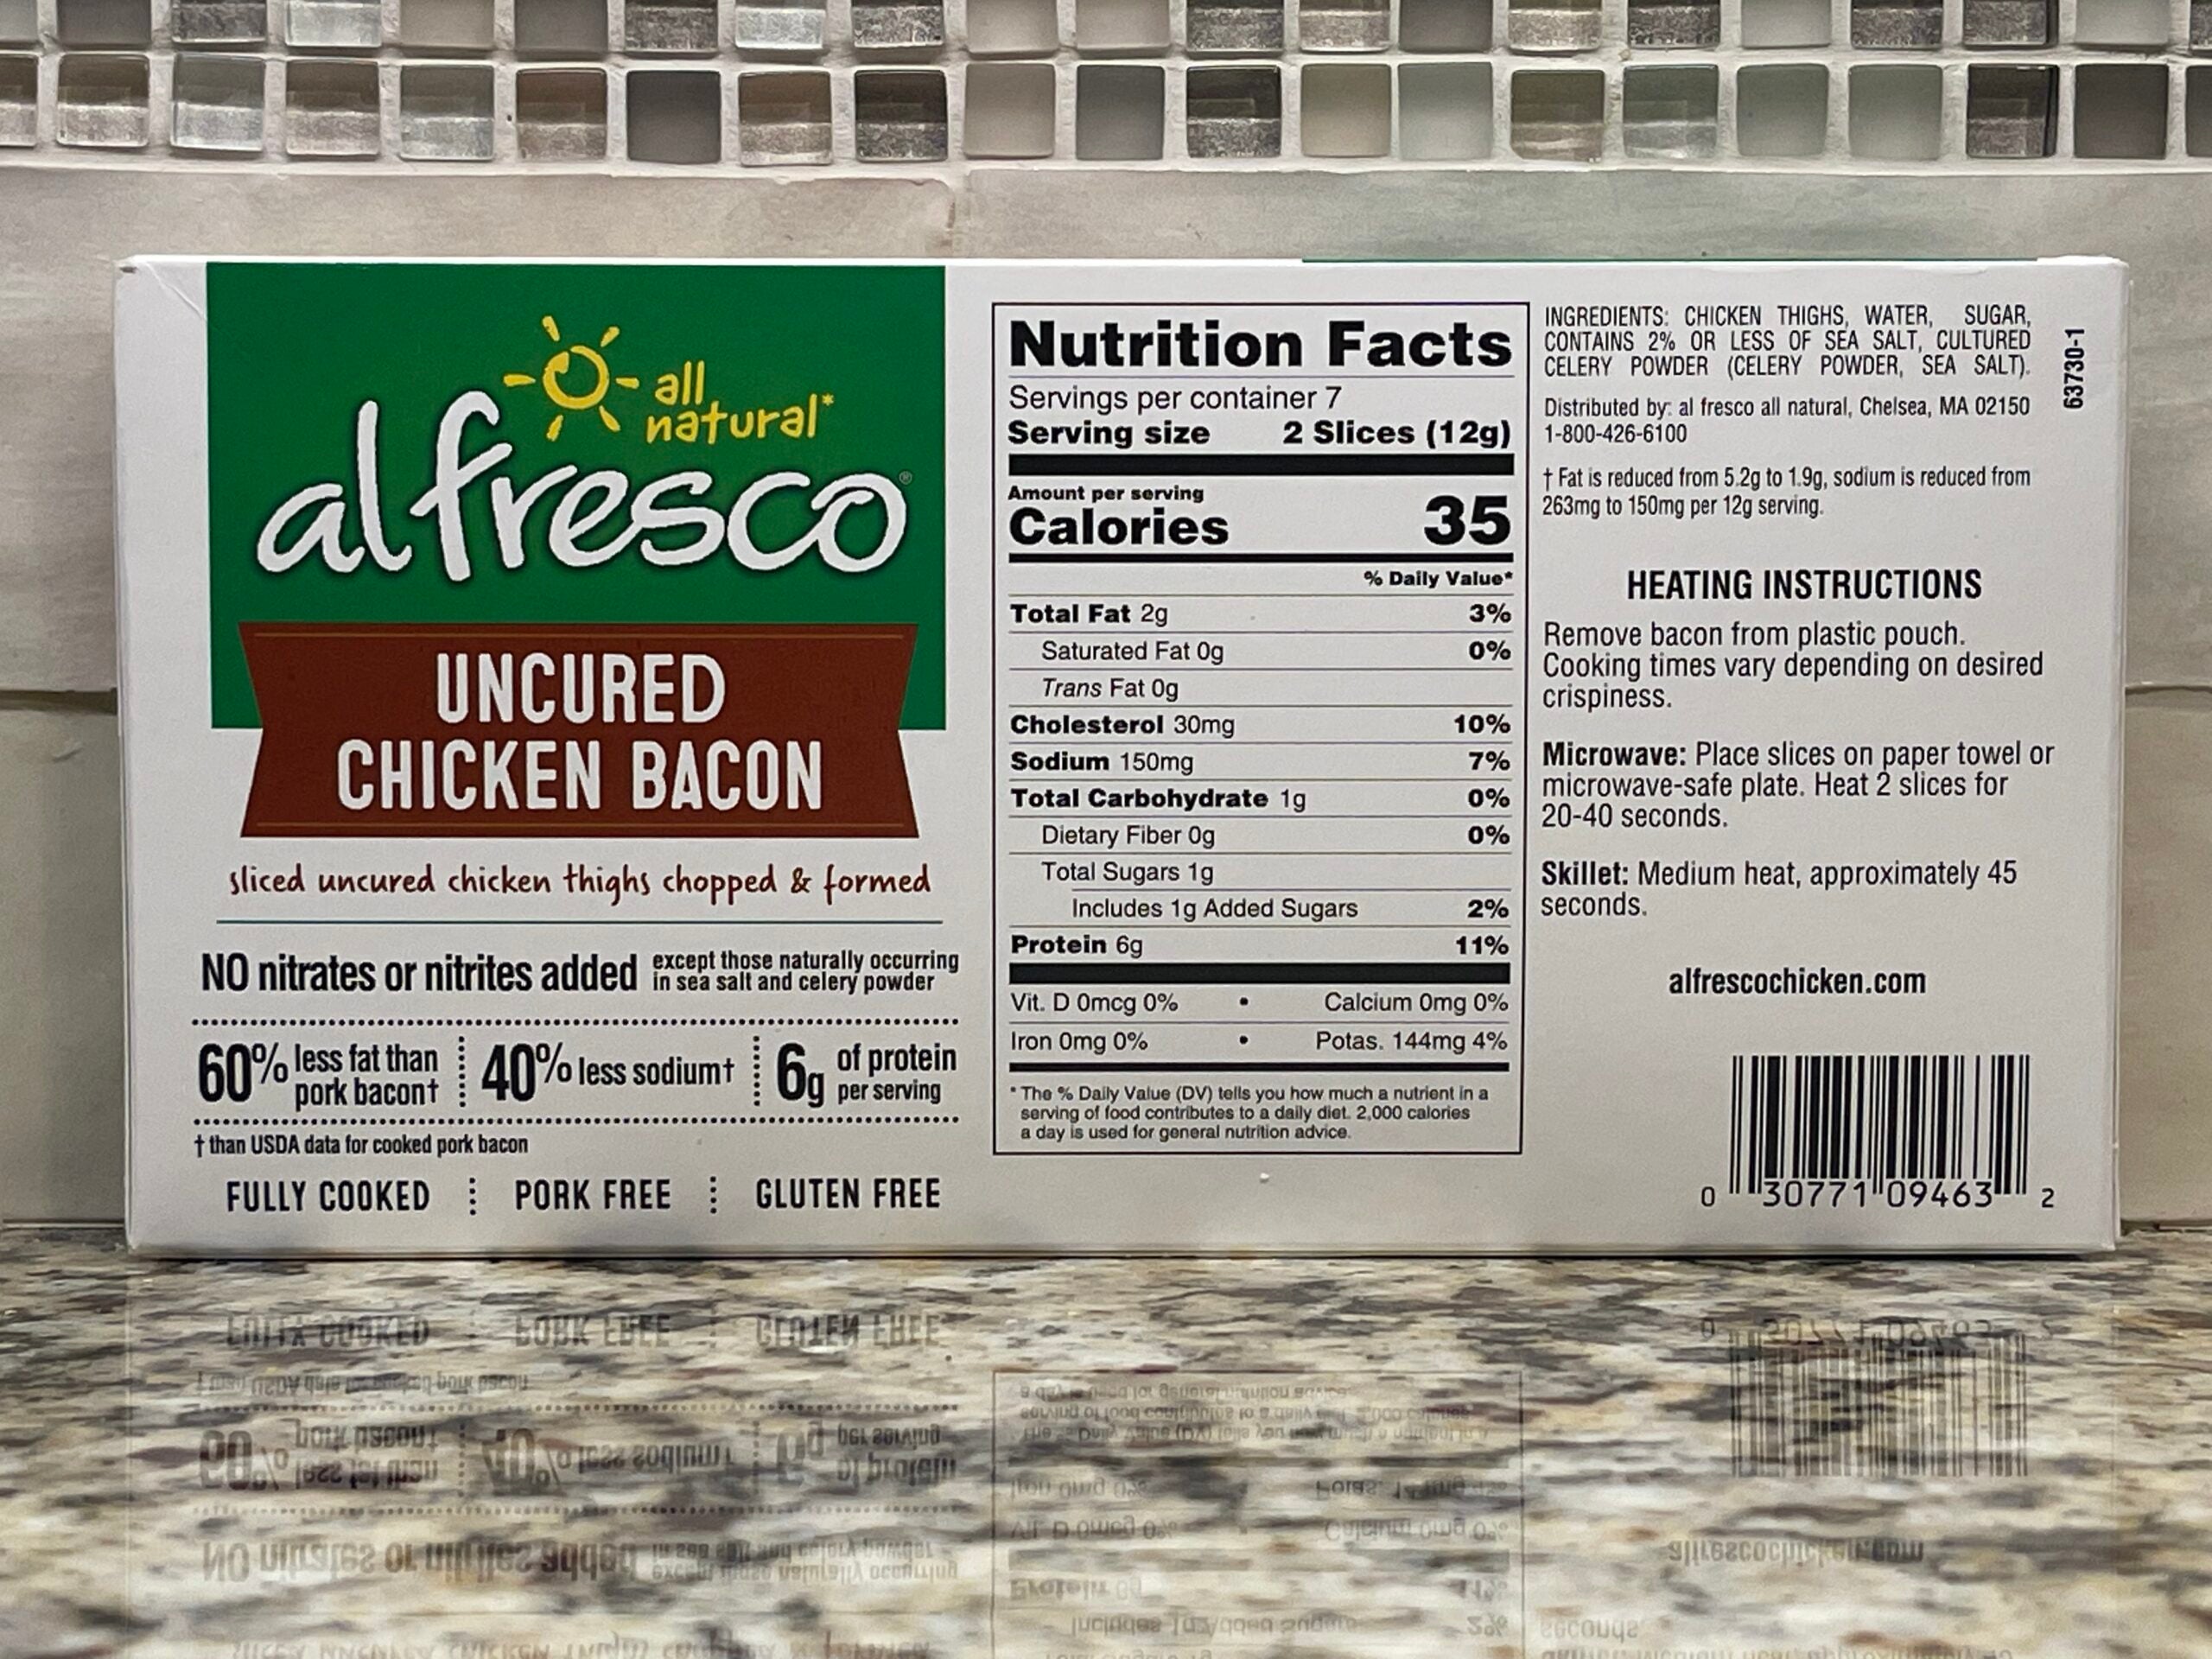 all
natural*
al fresco®
UNCURED
CHICKEN BACON
sliced uncured chicken thighs chopped & formed
NO nitrates or nitrites added except those naturally occurring
in sea salt and celery powder
60% less fat than
pork bacon†
40% less sodium†
6g of protein
per serving
† than USDA data for cooked pork bacon
FULLY COOKED PORK FREE GLUTEN FREE
Nutrition Facts
Servings per container 7
Serving size 2 Slices (12g)
Amount per serving
Calories 35
% Daily Value*
Total Fat 2g 3%
Saturated Fat 0g 0%
Trans Fat 0g
Cholesterol 30mg 10%
Sodium 150mg 7%
Total Carbohydrate 1g 0%
Dietary Fiber 0g 0%
Total Sugars 1g
Includes 1g Added Sugars 2%
Protein 6g 11%
Vit. D 0mcg 0% • Calcium 0mg 0%
Iron 0mg 0% • Potas. 144mg 4%
* The % Daily Value (DV) tells you how much a nutrient in a
serving of food contributes to a daily diet. 2,000 calories
a day is used for general nutrition advice.
INGREDIENTS: CHICKEN THIGHS, WATER, SUGAR,
CONTAINS 2% OR LESS OF SEA SALT, CULTURED
CELERY POWDER (CELERY POWDER, SEA SALT).
Distributed by: al fresco all natural, Chelsea, MA 02150
1-800-426-6100
† Fat is reduced from 5.2g to 1.9g, sodium is reduced from
263mg to 150mg per 12g serving.
HEATING INSTRUCTIONS
Remove bacon from plastic pouch.
Cooking times vary depending on desired
crispiness.
Microwave: Place slices on paper towel or
microwave-safe plate. Heat 2 slices for
20-40 seconds.
Skillet: Medium heat, approximately 45
seconds.
alfrescochicken.com
0 30771 09463 2
63730-1